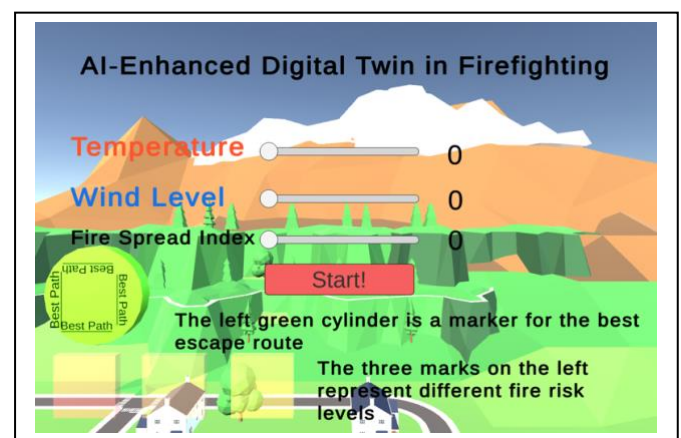 AI-Enhanced Digital Twin in Firefighting
Temperature 0
Wind Level 0
Fire Spread Index 0
Start!
Best Path
Best Path
Best Path
Best Path
The left green cylinder is a marker for the best
escape route
The three marks on the left
represent different fire risk
levels